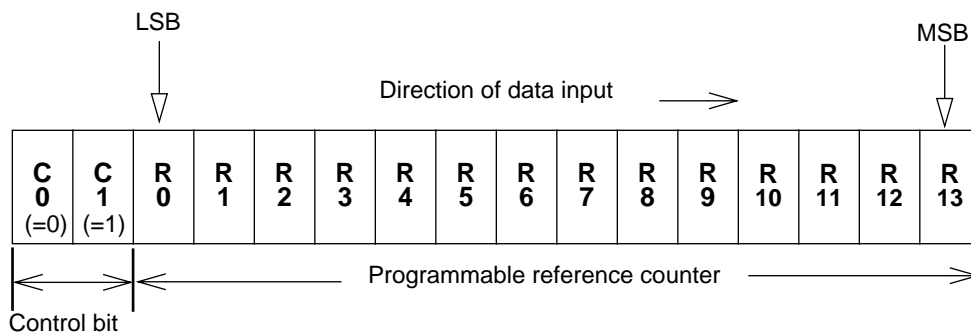 LSB
MSB
Direction of data input
C 0 (=0) C 1 (=1) R 0 R 1 R 2 R 3 R 4 R 5 R 6 R 7 R 8 R 9 R 10 R 11 R 12 R 13
Programmable reference counter
Control bit